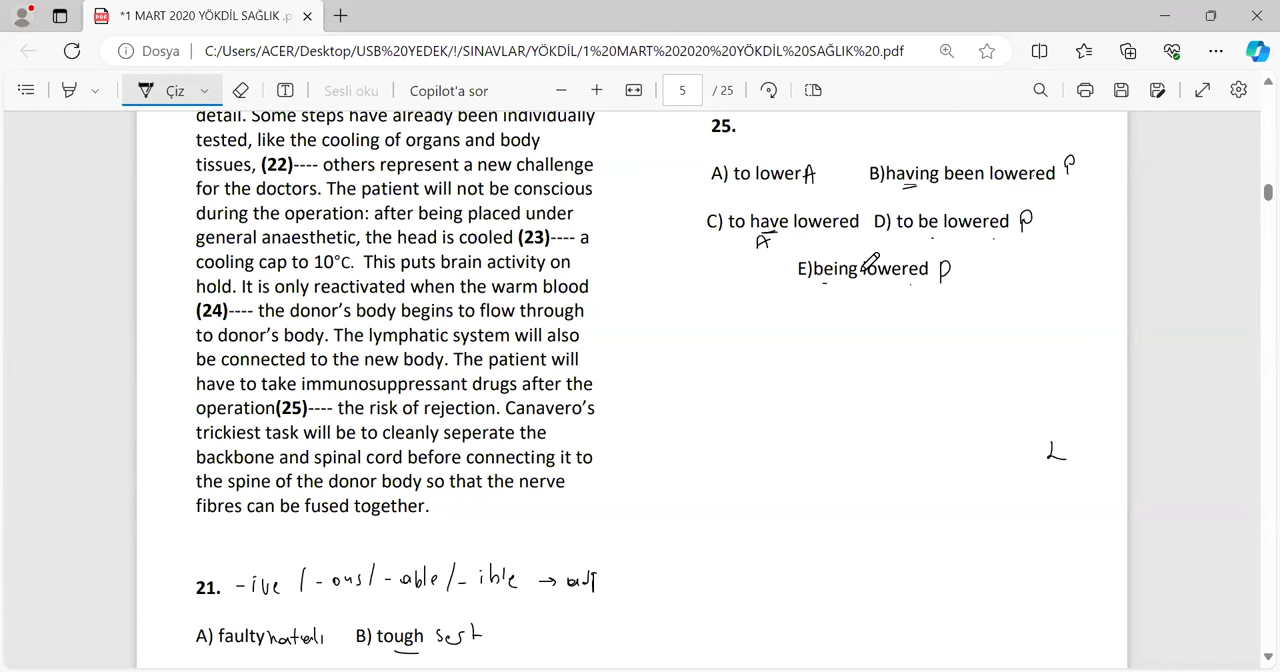 *1 MART 2020 YÖKDİL SAĞLIK .p
Dosya
C:/Users/ACER/Desktop/USB%20YEDEK/!/SINAVLAR/YÖKDİL/1%20MART%202020%20YÖKDİL%20SAĞLIK%20.pdf
Çiz
Sesli oku
Copilot'a sor
5 / 25
detail. Some steps have already been individually
tested, like the cooling of organs and body
tissues, (22)---- others represent a new challenge
for the doctors. The patient will not be conscious
during the operation: after being placed under
general anaesthetic, the head is cooled (23)---- a
cooling cap to 10°C. This puts brain activity on
hold. It is only reactivated when the warm blood
(24)---- the donor's body begins to flow through
to donor's body. The lymphatic system will also
be connected to the new body. The patient will
have to take immunosuppressant drugs after the
operation(25)---- the risk of rejection. Canavero's
trickiest task will be to cleanly seperate the
backbone and spinal cord before connecting it to
the spine of the donor body so that the nerve
fibres can be fused together.
21. -ive / -ous / -able / -ible → adj
A) faulty hatalı B) tough sert
25.
A) to lower A B)having been lowered P
C) to have lowered D) to be lowered P
A
E)being lowered P